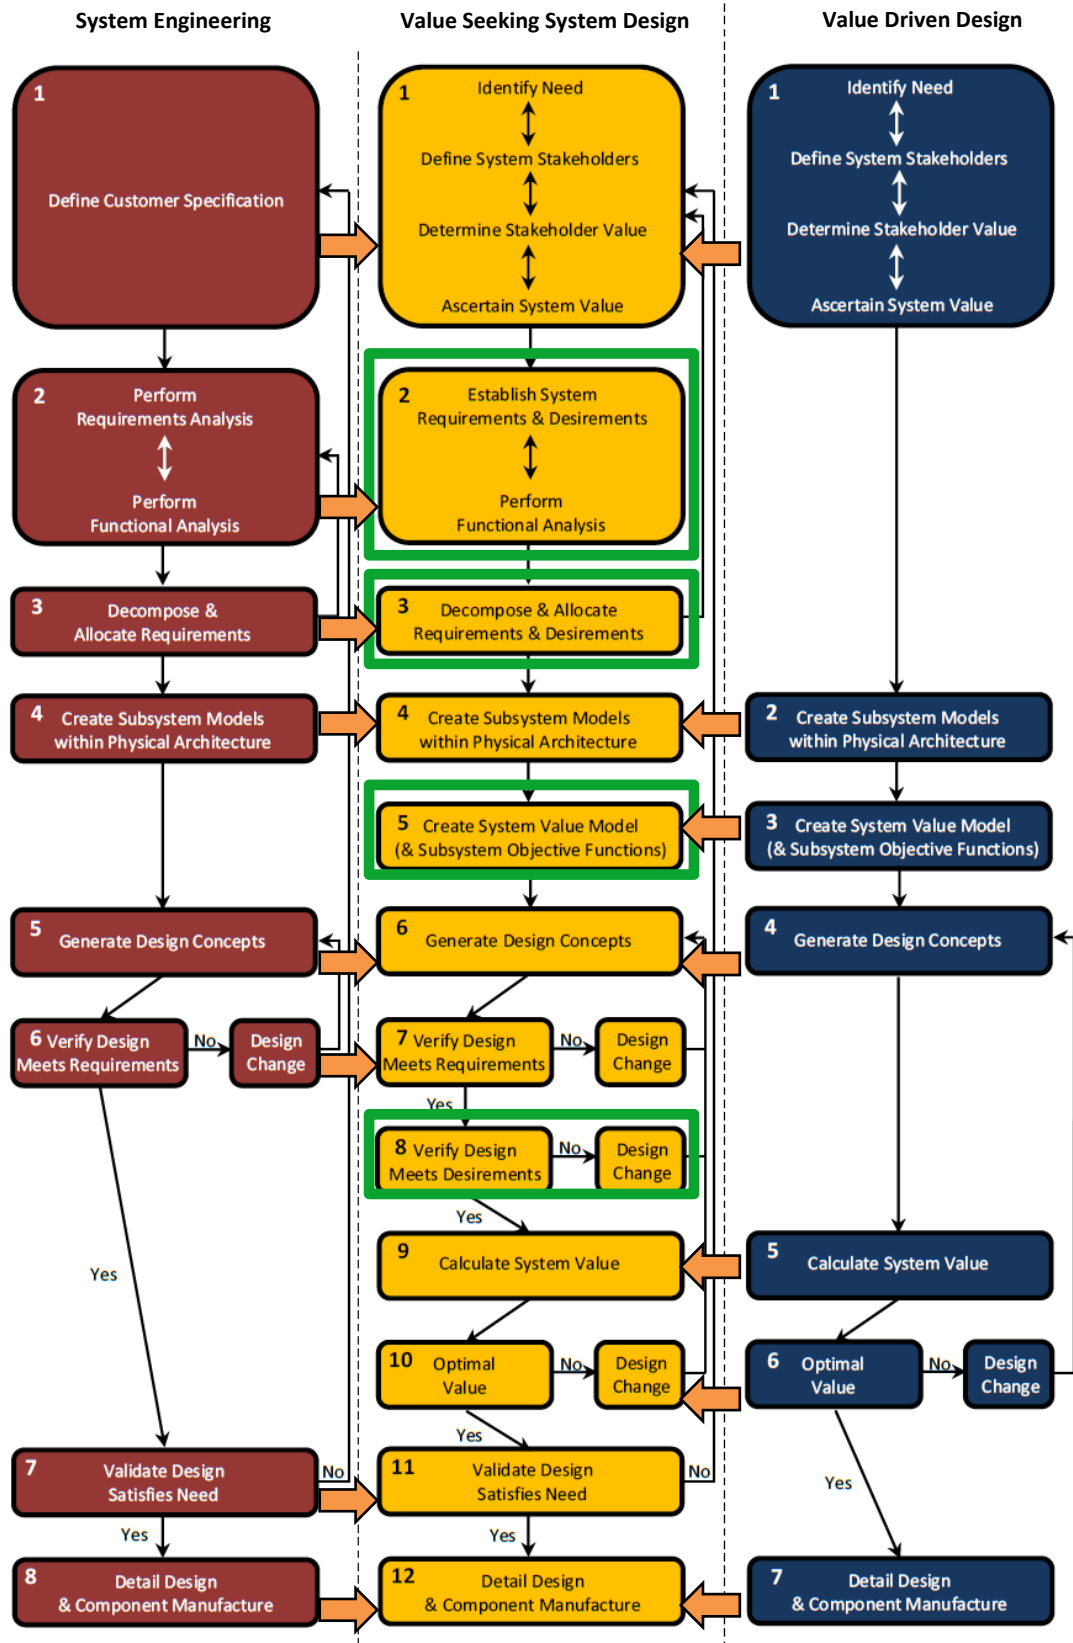 System Engineering
1
Define Customer Specification
2
Perform
Requirements Analysis
Perform
Functional Analysis
3
Decompose &
Allocate Requirements
4
Create Subsystem Models
within Physical Architecture
5
Generate Design Concepts
6
Verify Design
Meets Requirements
No
Design
Change
Yes
7
Validate Design
Satisfies Need
No
Yes
8
Detail Design
& Component Manufacture
Value Seeking System Design
1
Identify Need
Define System Stakeholders
Determine Stakeholder Value
Ascertain System Value
2
Establish System
Requirements & Desirements
Perform
Functional Analysis
3
Decompose & Allocate
Requirements & Desirements
4
Create Subsystem Models
within Physical Architecture
5
Create System Value Model
(& Subsystem Objective Functions)
6
Generate Design Concepts
7
Verify Design
Meets Requirements
No
Design
Change
Yes
8
Verify Design
Meets Desirements
No
Design
Change
Yes
9
Calculate System Value
10
Optimal
Value
No
Design
Change
Yes
11
Validate Design
Satisfies Need
No
Yes
12
Detail Design
& Component Manufacture
Value Driven Design
1
Identify Need
Define System Stakeholders
Determine Stakeholder Value
Ascertain System Value
2
Create Subsystem Models
within Physical Architecture
3
Create System Value Model
(& Subsystem Objective Functions)
4
Generate Design Concepts
5
Calculate System Value
6
Optimal
Value
No
Design
Change
Yes
7
Detail Design
& Component Manufacture